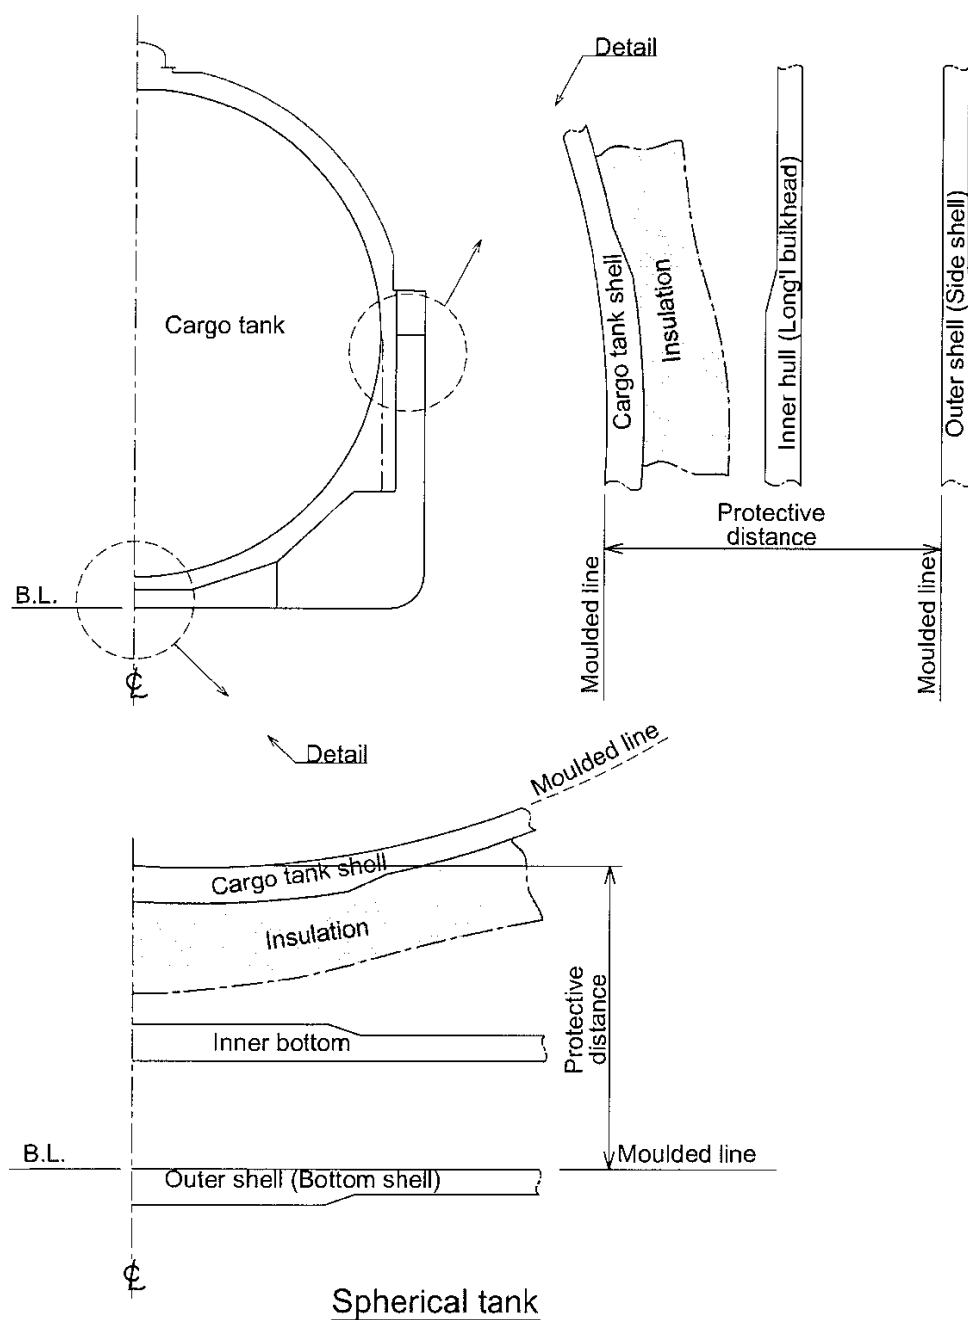 Detail
Cargo tank
Cargo tank shell
Insulation
Inner hull (Long'l bulkhead)
Outer shell (Side shell)
Protective
distance
Moulded line
Moulded line
B.L.
℄
Detail
Moulded line
Cargo tank shell
Insulation
Inner bottom
Protective
distance
B.L.
Moulded line
Outer shell (Bottom shell)
℄
Spherical tank